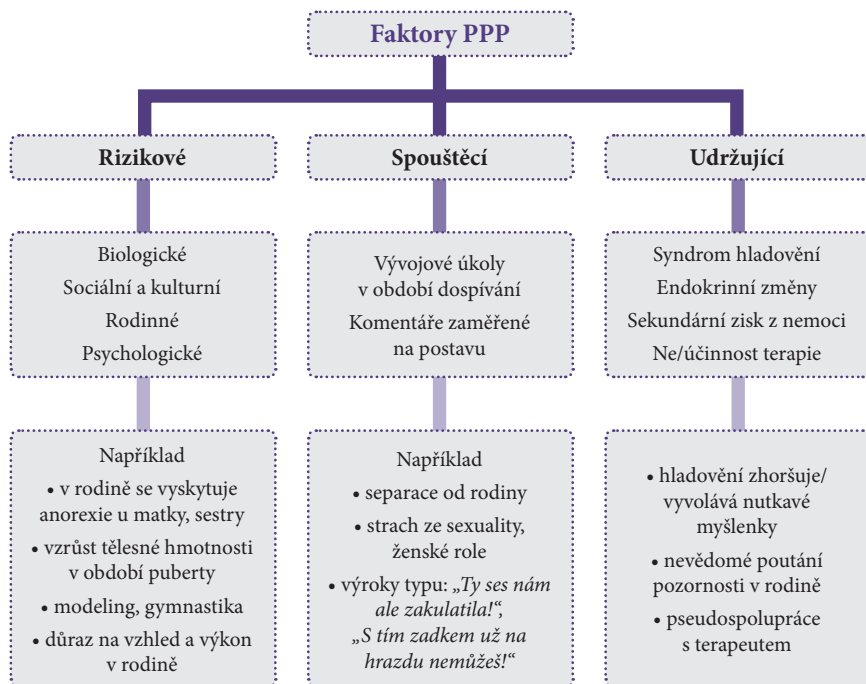 Faktory PPP
Rizikové
Biologické
Sociální a kulturní
Rodinné
Psychologické
Například
• v rodině se vyskytuje
anorexie u matky, sestry
• vzrůst tělesné hmotnosti
v období puberty
• modeling, gymnastika
• důraz na vzhled a výkon
v rodině
Spouštěcí
Vývojové úkoly
v období dospívání
Komentáře zaměřené
na postavu
Například
• separace od rodiny
• strach ze sexuality,
ženské role
• výroky typu: „Ty ses nám
ale zakulatila!“,
„S tím zadkem už na
hrazdu nemůžeš!“
Udržující
Syndrom hladovění
Endokrinní změny
Sekundární zisk z nemoci
Ne/účinnost terapie
• hladovění zhoršuje/
vyvolává nutkavé
myšlenky
• nevědomé poutání
pozornosti v rodině
• pseudospolupráce
s terapeutem